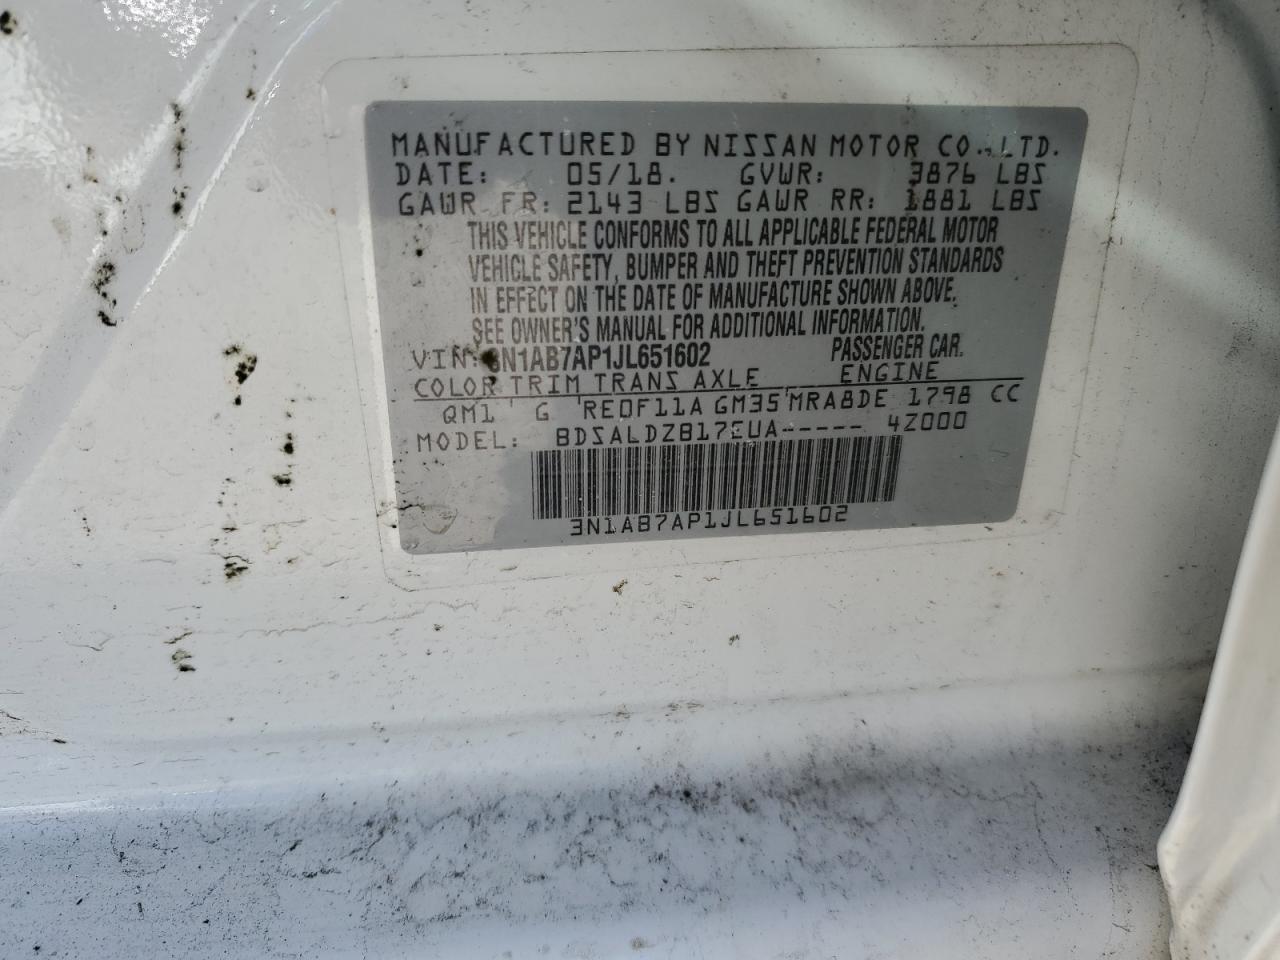 MANUFACTURED BY NISSAN MOTOR CO., LTD.
DATE: 05/18. GVWR: 3876 LBS
GAWR FR: 2143 LBS GAWR RR: 1881 LBS
THIS VEHICLE CONFORMS TO ALL APPLICABLE FEDERAL MOTOR
VEHICLE SAFETY, BUMPER AND THEFT PREVENTION STANDARDS
IN EFFECT ON THE DATE OF MANUFACTURE SHOWN ABOVE.
SEE OWNER'S MANUAL FOR ADDITIONAL INFORMATION.
VIN: 3N1AB7AP1JL651602 PASSENGER CAR.
COLOR TRIM TRANS AXLE ENGINE
QM1 G RE0F11A GM35 MRA8DE 1798 CC
MODEL: BDSALDZB17EUA----- 4Z000
3N1AB7AP1JL651602